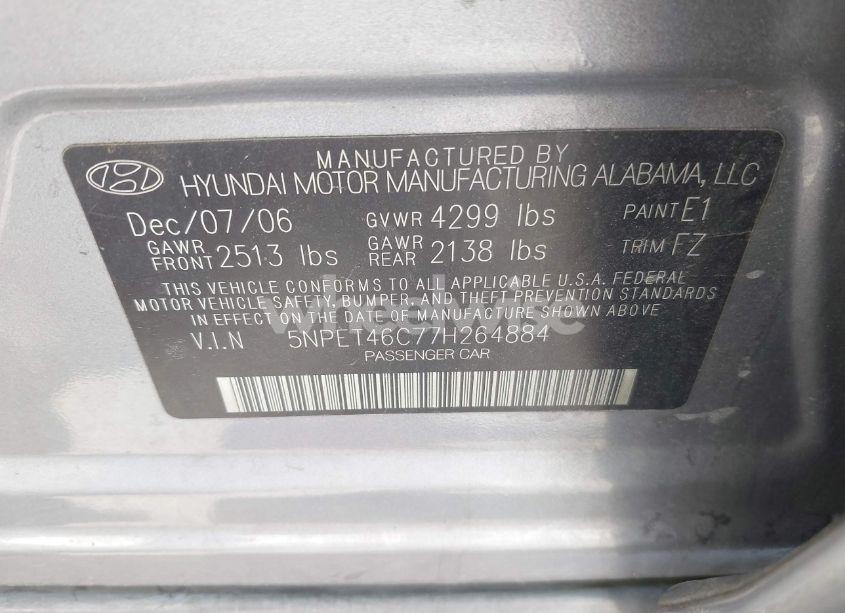 MANUFACTURED BY
HYUNDAI MOTOR MANUFACTURING ALABAMA, LLC
Dec/07/06 GVWR 4299 lbs PAINT E1
GAWR FRONT 2513 lbs GAWR REAR 2138 lbs TRIM FZ
THIS VEHICLE CONFORMS TO ALL APPLICABLE U.S.A. FEDERAL
MOTOR VEHICLE SAFETY, BUMPER, AND THEFT PREVENTION STANDARDS
IN EFFECT ON THE DATE OF MANUFACTURE SHOWN ABOVE
V.I.N 5NPET46C77H264884
PASSENGER CAR